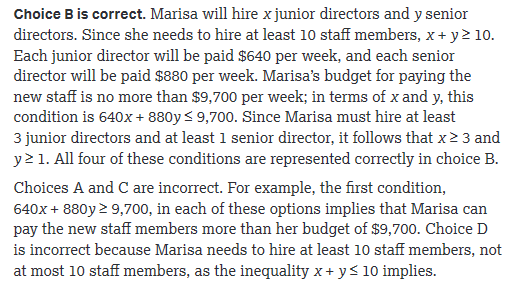 Choice B is correct. Marisa will hire x junior directors and y senior
directors. Since she needs to hire at least 10 staff members, x + y ≥ 10.
Each junior director will be paid $640 per week, and each senior
director will be paid $880 per week. Marisa’s budget for paying the
new staff is no more than $9,700 per week; in terms of x and y, this
condition is 640x + 880y ≤ 9,700. Since Marisa must hire at least
3 junior directors and at least 1 senior director, it follows that x ≥ 3 and
y ≥ 1. All four of these conditions are represented correctly in choice B.
Choices A and C are incorrect. For example, the first condition,
640x + 880y ≥ 9,700, in each of these options implies that Marisa can
pay the new staff members more than her budget of $9,700. Choice D
is incorrect because Marisa needs to hire at least 10 staff members, not
at most 10 staff members, as the inequality x + y ≤ 10 implies.